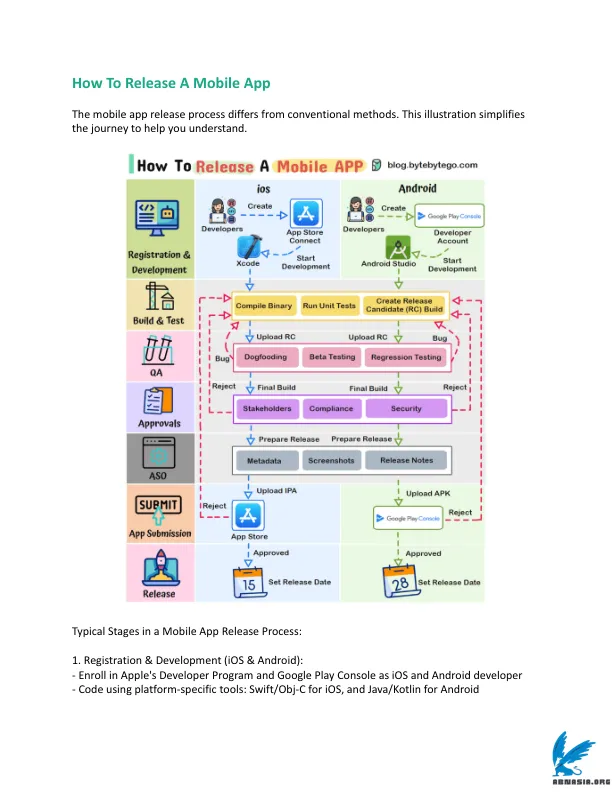 How To Release A Mobile App
The mobile app release process differs from conventional methods. This illustration simplifies
the journey to help you understand.
How To Release A Mobile APP
blog.bytebytego.com
ios
Android
Create
Create
Google Play Console
Developers
App Store
Connect
Developers
Developer
Account
Registration &
Development
Xcode
Start
Development
Android Studio
Start
Development
Compile Binary
Run Unit Tests
Create Release
Candidate (RC) Build
Build & Test
Upload RC
Upload RC
Bug
Bug
Dogfooding
Beta Testing
Regression Testing
QA
Reject
Final Build
Final Build
Reject
Stakeholders
Compliance
Security
Approvals
Prepare Release
Prepare Release
Metadata
Screenshots
Release Notes
ASO
Upload IPA
Upload APK
SUBMIT
Reject
Google Play Console
Reject
App Submission
App Store
Approved
Approved
15
Set Release Date
28
Set Release Date
Release
Typical Stages in a Mobile App Release Process:
1. Registration & Development (iOS & Android):
- Enroll in Apple's Developer Program and Google Play Console as iOS and Android developer
- Code using platform-specific tools: Swift/Obj-C for iOS, and Java/Kotlin for Android
ABNASIA.ORG